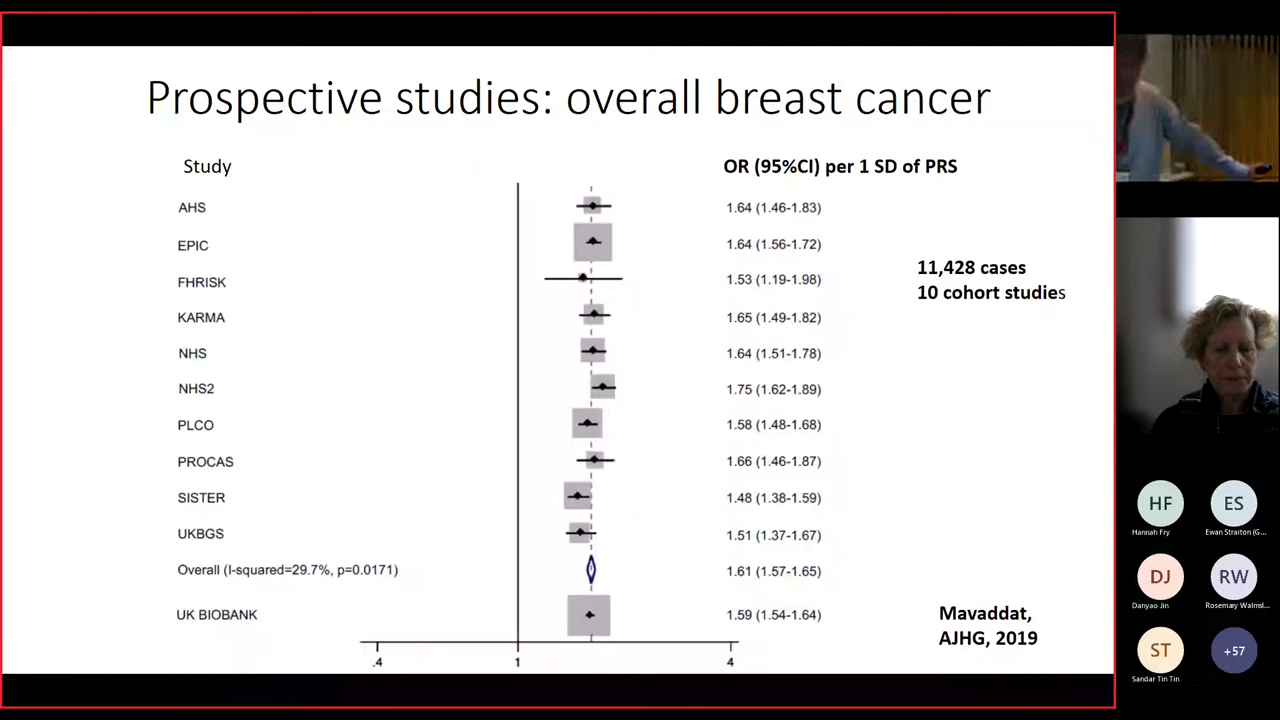 Prospective studies: overall breast cancer
Study OR (95%CI) per 1 SD of PRS
AHS 1.64 (1.46-1.83)
EPIC 1.64 (1.56-1.72)
FHRISK 1.53 (1.19-1.98)
KARMA 1.65 (1.49-1.82)
NHS 1.64 (1.51-1.78)
NHS2 1.75 (1.62-1.89)
PLCO 1.58 (1.48-1.68)
PROCAS 1.66 (1.46-1.87)
SISTER 1.48 (1.38-1.59)
UKBGS 1.51 (1.37-1.67)
Overall (I-squared=29.7%, p=0.0171) 1.61 (1.57-1.65)
UK BIOBANK 1.59 (1.54-1.64)
.4 1 4
11,428 cases
10 cohort studies
Mavaddat,
AJHG, 2019
HF ES
Hannah Fry Ewan Straiton (G...
DJ RW
Danyao Jin Rosemary Walmsl...
ST +57
Sandar Tin Tin